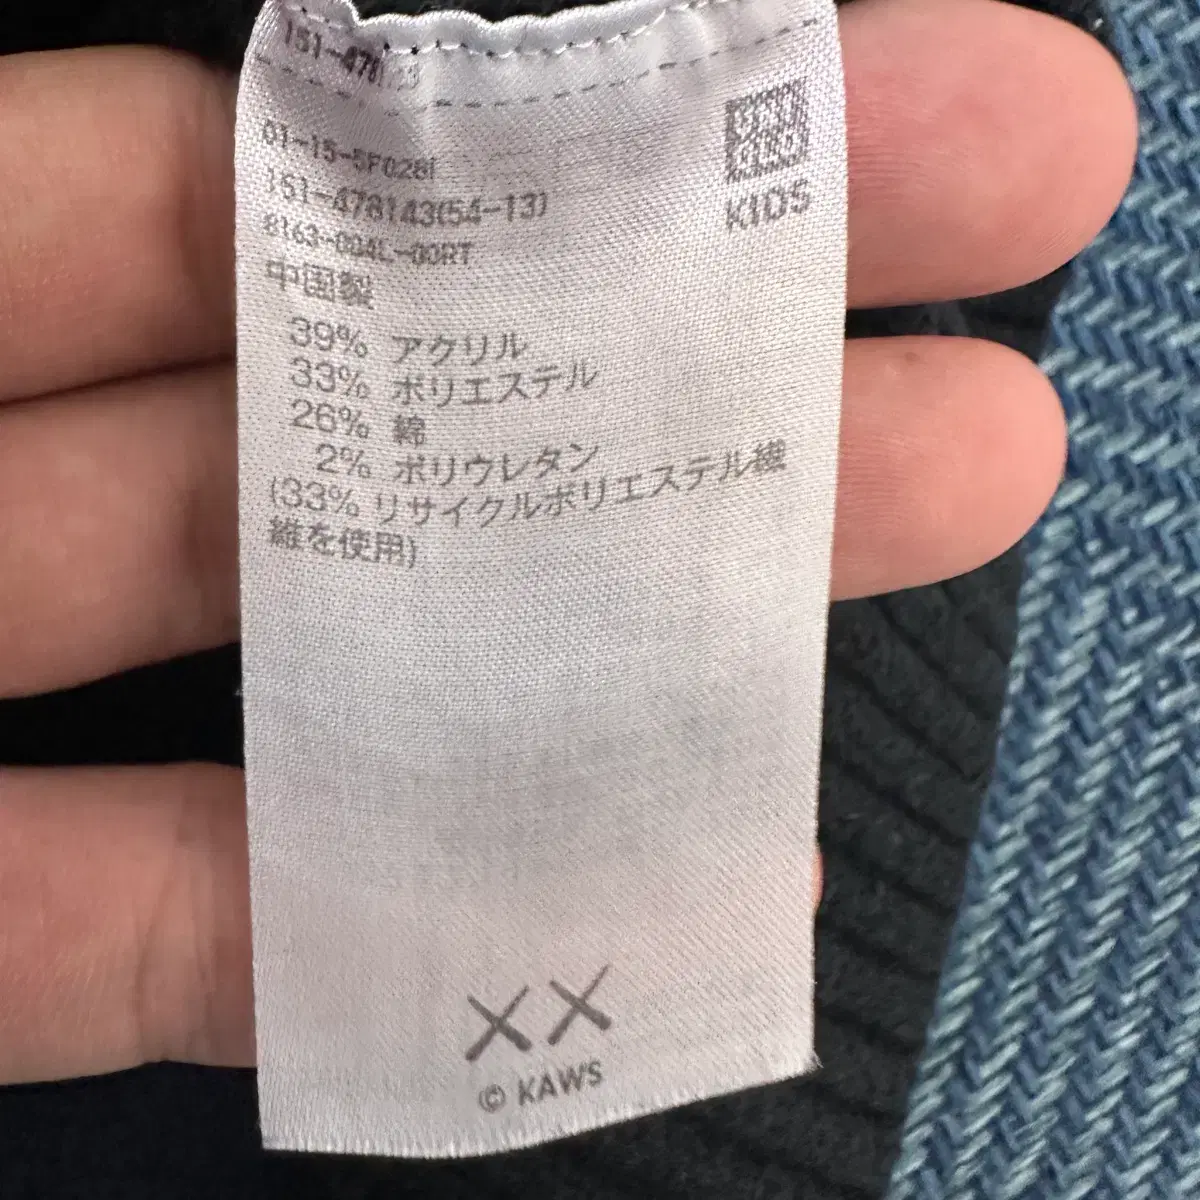 01-15-5F028I
151-478143(54-13)
8163-004L-00RT
中国製
39% アクリル
33% ポリエステル
26% 綿
2% ポリウレタン
(33% リサイクルポリエステル繊
維を使用)
KIDS
XX
© KAWS